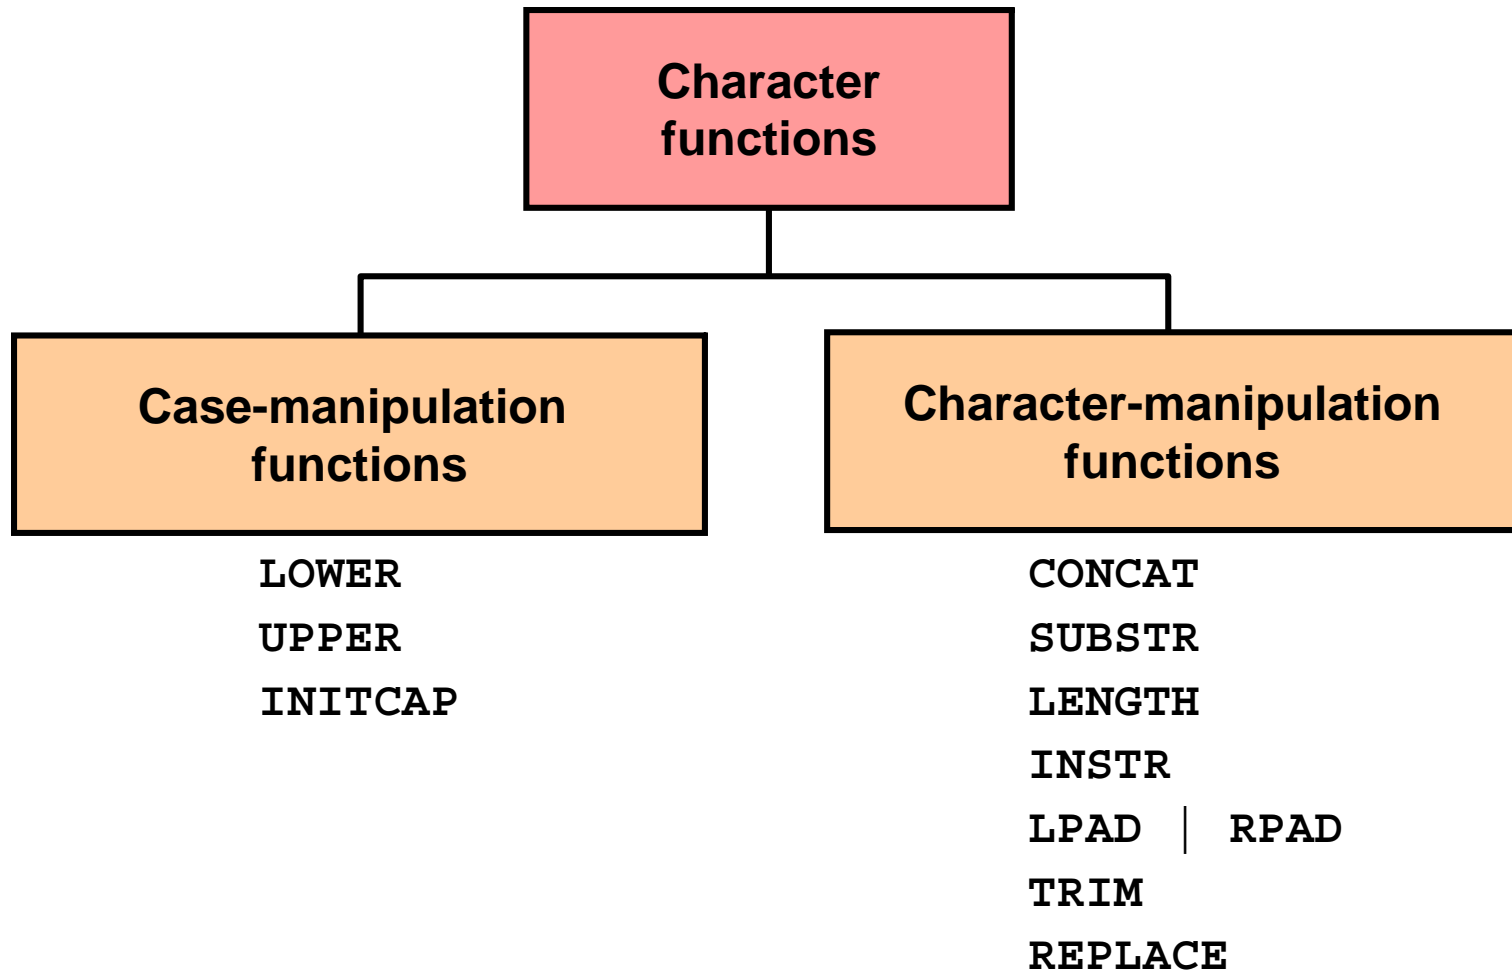 Character
functions
Case-manipulation
functions
Character-manipulation
functions
LOWER
UPPER
INITCAP
CONCAT
SUBSTR
LENGTH
INSTR
LPAD | RPAD
TRIM
REPLACE